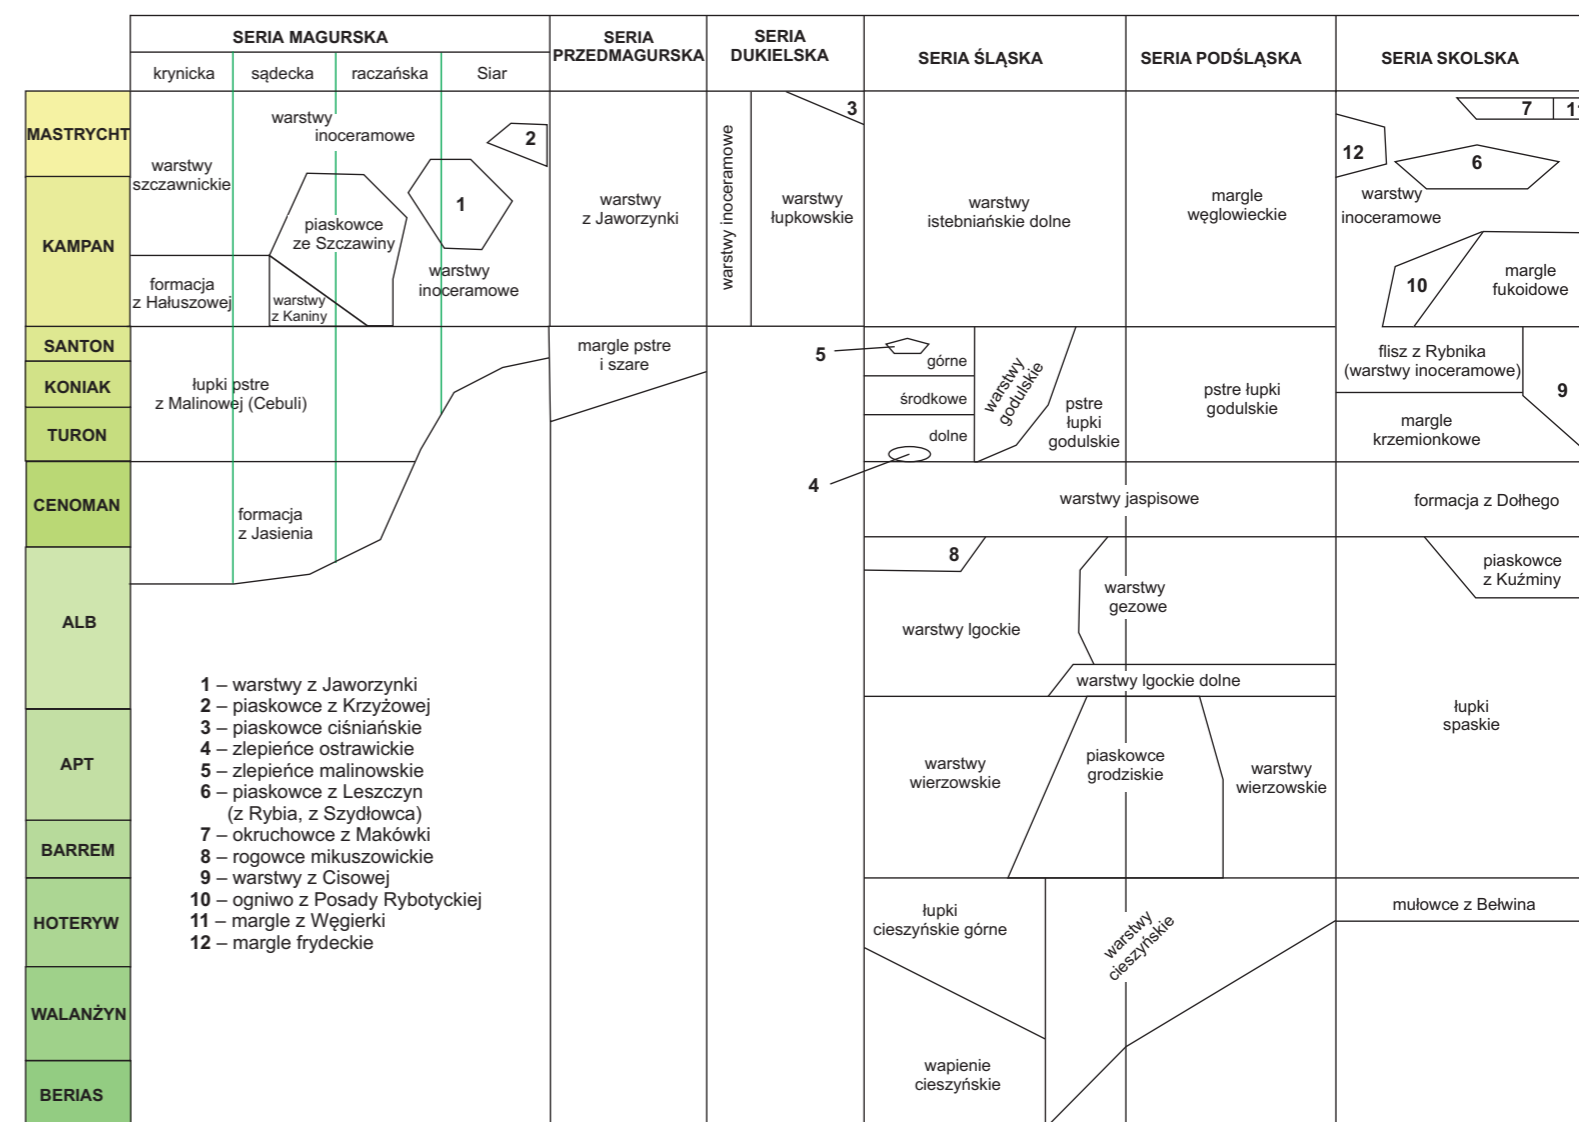 SERIA MAGURSKA
SERIA
PRZEDMAGURSKA
SERIA
DUKIELSKA
SERIA ŚLĄSKA
SERIA PODŚLĄSKA
SERIA SKOLSKA
krynicka
sądecka
raczańska
Siar
MASTRYCHT
KAMPAN
SANTON
KONIAK
TURON
CENOMAN
ALB
APT
BARREM
HOTERYW
WALANŻYN
BERIAS
warstwy
szczawnickie
warstwy
inoceramowe
2
1
piaskowce
ze Szczawiny
warstwy
inoceramowe
formacja
z Hałuszowej
warstwy
z Kaniny
łupki pstre
z Malinowej (Cebuli)
formacja
z Jasienia
warstwy
z Jaworzynki
margle pstre
i szare
warstwy inoceramowe
3
warstwy
łupkowskie
warstwy
istebniańskie dolne
5
górne
środkowe
dolne
4
warstwy
godulskie
pstre
łupki
godulskie
warstwy jaspisowe
8
warstwy lgockie
warstwy
gezowe
warstwy lgockie dolne
warstwy
wierzowskie
piaskowce
grodziskie
warstwy
wierzowskie
łupki
cieszyńskie górne
warstwy
cieszyńskie
wapienie
cieszyńskie
margle
węglowieckie
pstre łupki
godulskie
7
11
12
6
warstwy
inoceramowe
10
margle
fukoidowe
flisz z Rybnika
(warstwy inoceramowe)
9
margle
krzemionkowe
formacja z Dołhego
piaskowce
z Kuźminy
łupki
spaskie
mułowce z Bełwina
1 – warstwy z Jaworzynki
2 – piaskowce z Krzyżowej
3 – piaskowce ciśniańskie
4 – zlepieńce ostrawickie
5 – zlepieńce malinowskie
6 – piaskowce z Leszczyn
(z Rybia, z Szydłowca)
7 – okruchowce z Makówki
8 – rogowce mikuszowickie
9 – warstwy z Cisowej
10 – ogniwo z Posady Rybotyckiej
11 – margle z Węgierki
12 – margle frydeckie